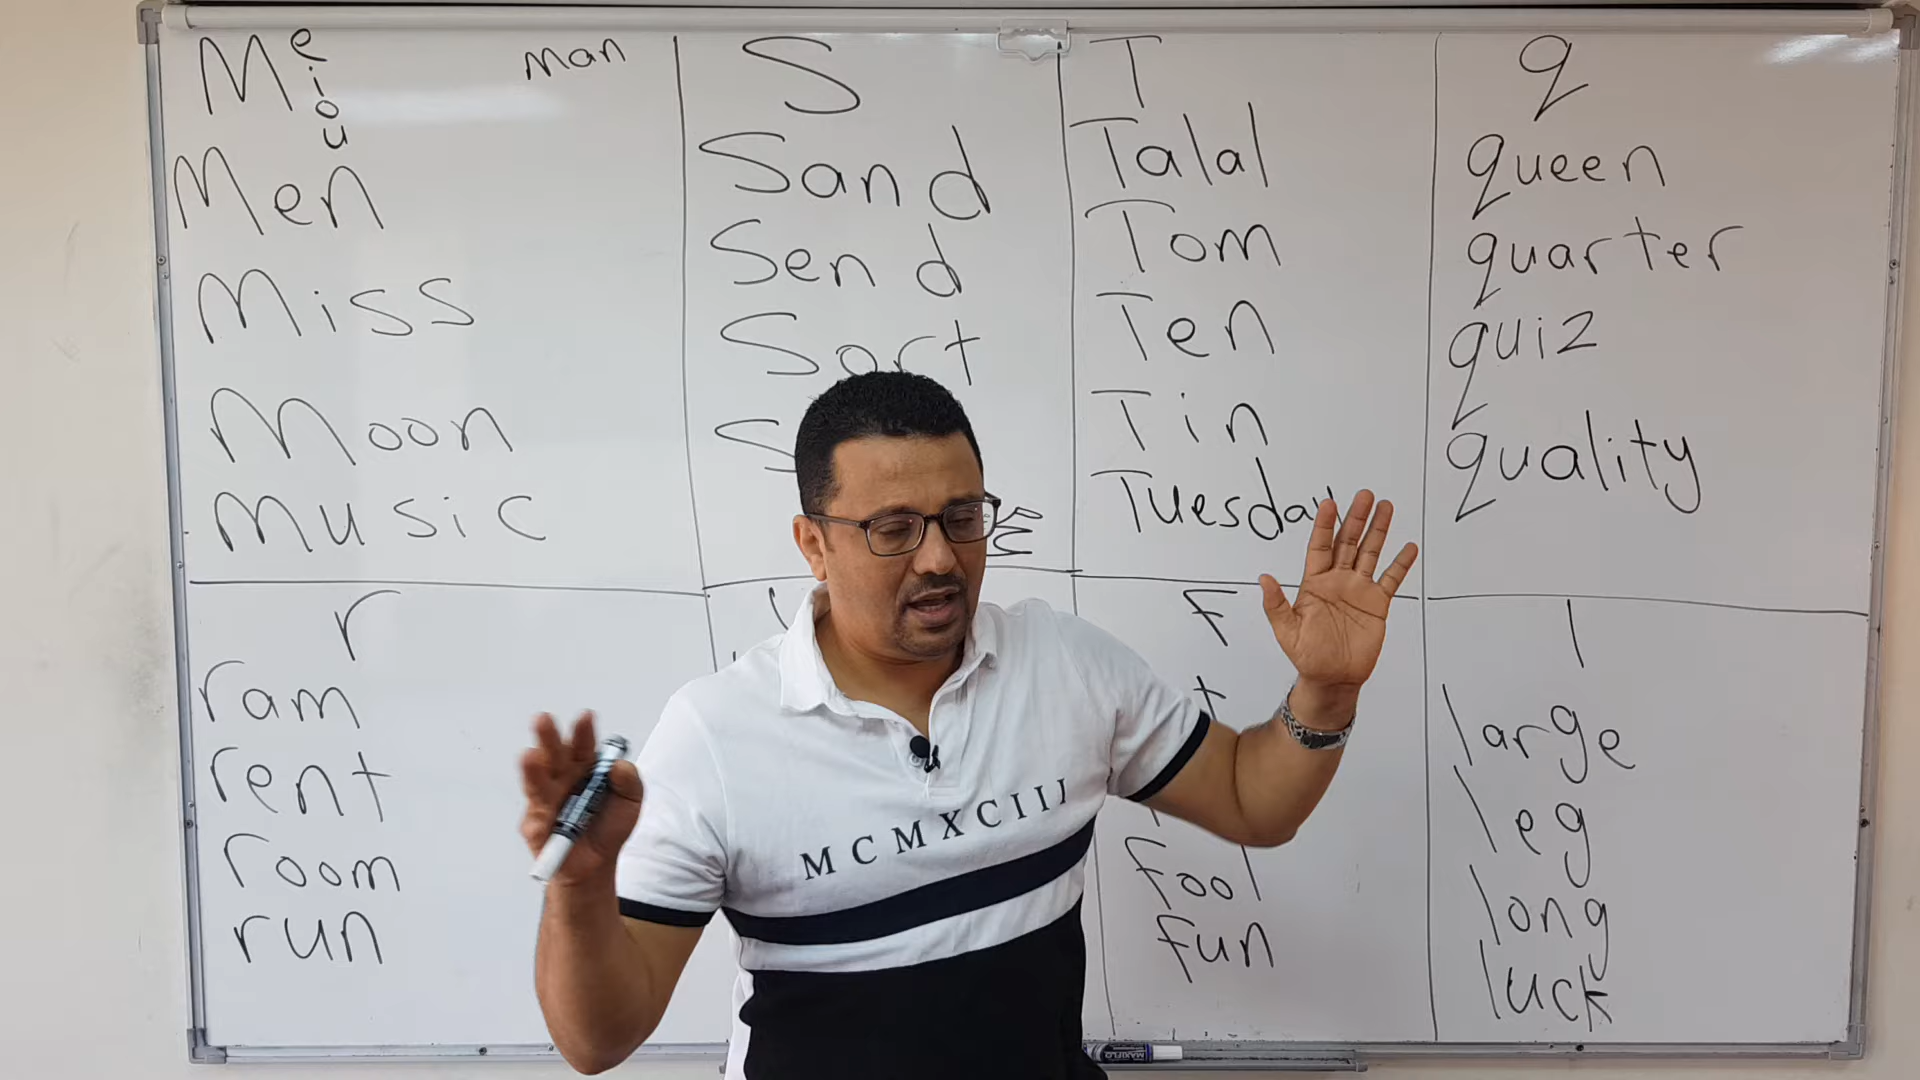 M e i o u
man
Men
Miss
Moon
Music
S
Sand
Send
Sort
T
Talal
Tom
Ten
Tin
Tuesday
q
queen
quarter
quiz
quality
r
ram
rent
room
run
F
fool
fun
l
large
leg
long
luck
MCMXCIII
MAXIFLO